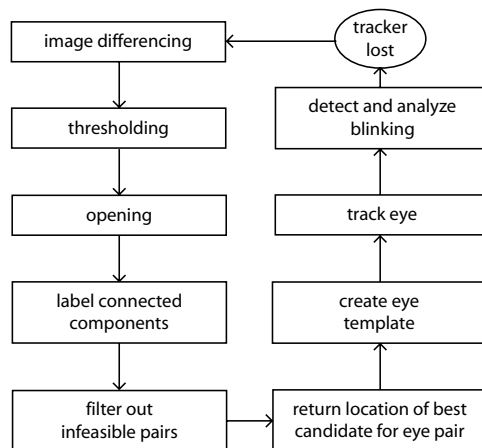 image differencing
thresholding
opening
label connected
components
filter out
infeasible pairs
return location of best
candidate for eye pair
create eye
template
track eye
detect and analyze
blinking
tracker
lost